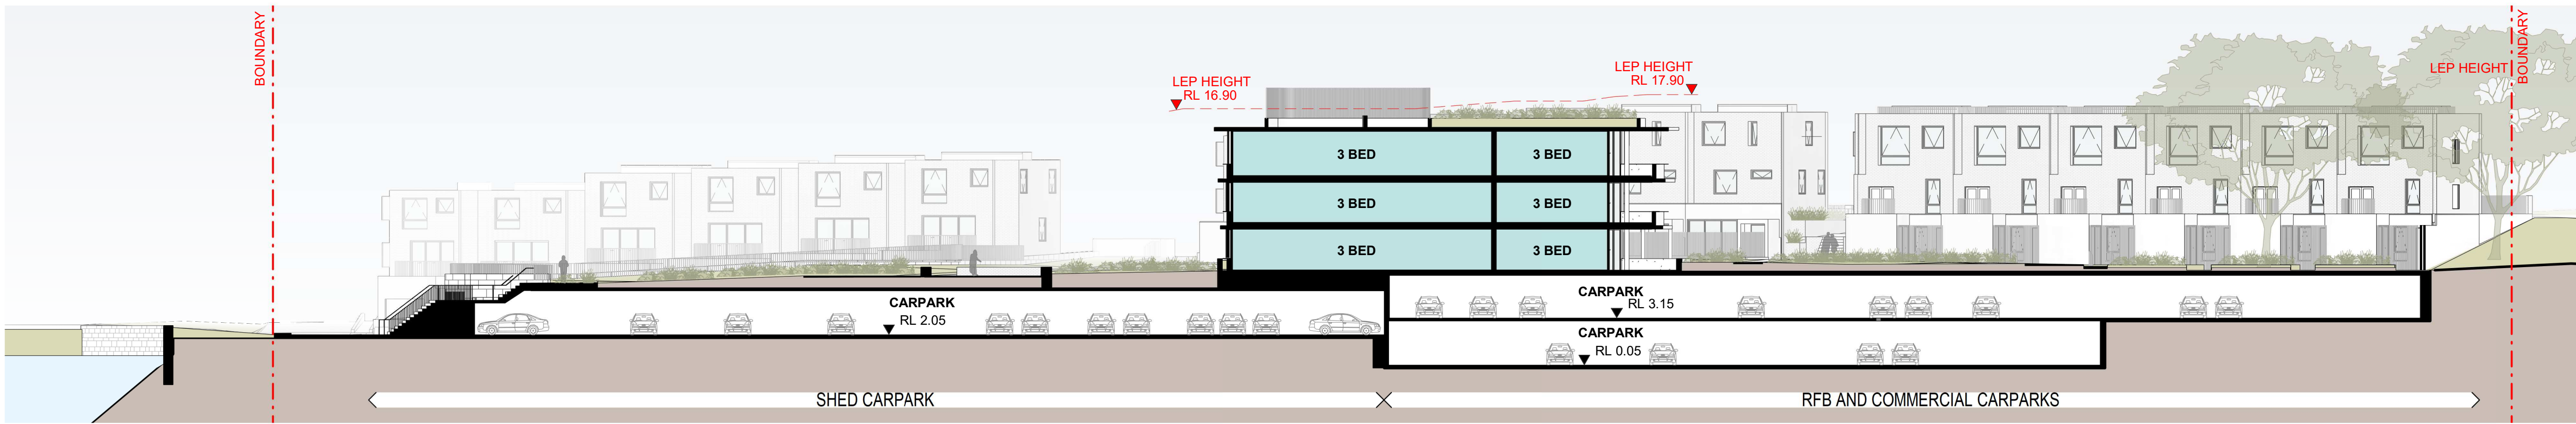 BOUNDARY
LEP HEIGHT
RL 16.90
LEP HEIGHT
RL 17.90
LEP HEIGHT
BOUNDARY
3 BED
3 BED
3 BED
3 BED
3 BED
3 BED
CARPARK
RL 2.05
CARPARK
RL 3.15
CARPARK
RL 0.05
SHED CARPARK
RFB AND COMMERCIAL CARPARKS